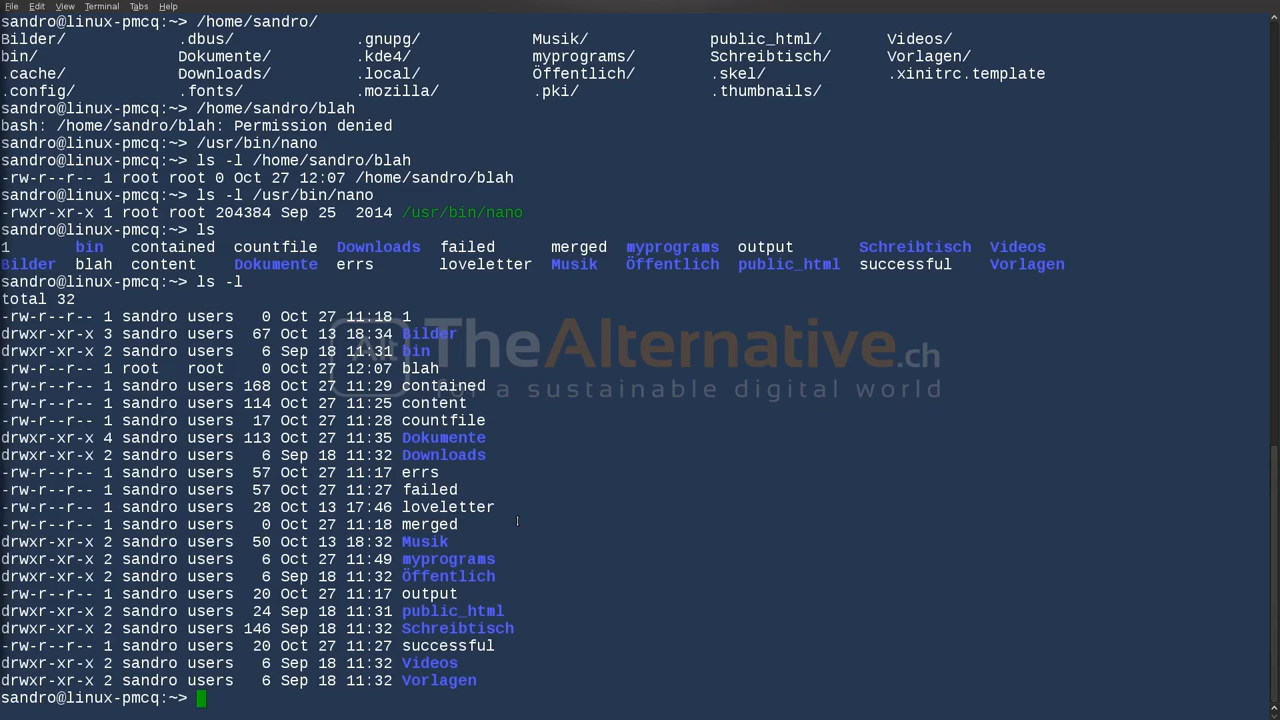 File Edit View Terminal Tabs Help
sandro@linux-pmcq:~> /home/sandro/
Bilder/ .dbus/ .gnupg/ Musik/ public_html/ Videos/
bin/ Dokumente/ .kde4/ myprograms/ Schreibtisch/ Vorlagen/
.cache/ Downloads/ .local/ Öffentlich/ .skel/ .xinitrc.template
.config/ .fonts/ .mozilla/ .pki/ .thumbnails/
sandro@linux-pmcq:~> /home/sandro/blah
bash: /home/sandro/blah: Permission denied
sandro@linux-pmcq:~> /usr/bin/nano
sandro@linux-pmcq:~> ls -l /home/sandro/blah
-rw-r--r-- 1 root root 0 Oct 27 12:07 /home/sandro/blah
sandro@linux-pmcq:~> ls -l /usr/bin/nano
-rwxr-xr-x 1 root root 204384 Sep 25 2014 /usr/bin/nano
sandro@linux-pmcq:~> ls
1 bin contained countfile Downloads failed merged myprograms output Schreibtisch Videos
Bilder blah content Dokumente errs loveletter Musik Öffentlich public_html successful Vorlagen
sandro@linux-pmcq:~> ls -l
total 32
-rw-r--r-- 1 sandro users 0 Oct 27 11:18 1
drwxr-xr-x 3 sandro users 67 Oct 13 18:34 Bilder
drwxr-xr-x 2 sandro users 6 Sep 18 11:31 bin
-rw-r--r-- 1 root root 0 Oct 27 12:07 blah
-rw-r--r-- 1 sandro users 168 Oct 27 11:29 contained
-rw-r--r-- 1 sandro users 114 Oct 27 11:25 content
-rw-r--r-- 1 sandro users 17 Oct 27 11:28 countfile
drwxr-xr-x 4 sandro users 113 Oct 27 11:35 Dokumente
drwxr-xr-x 2 sandro users 6 Sep 18 11:32 Downloads
-rw-r--r-- 1 sandro users 57 Oct 27 11:17 errs
-rw-r--r-- 1 sandro users 57 Oct 27 11:27 failed
-rw-r--r-- 1 sandro users 28 Oct 13 17:46 loveletter
-rw-r--r-- 1 sandro users 0 Oct 27 11:18 merged
drwxr-xr-x 2 sandro users 50 Oct 13 18:32 Musik
drwxr-xr-x 2 sandro users 6 Oct 27 11:49 myprograms
drwxr-xr-x 2 sandro users 6 Sep 18 11:32 Öffentlich
-rw-r--r-- 1 sandro users 20 Oct 27 11:17 output
drwxr-xr-x 2 sandro users 24 Sep 18 11:31 public_html
drwxr-xr-x 2 sandro users 146 Sep 18 11:32 Schreibtisch
-rw-r--r-- 1 sandro users 20 Oct 27 11:27 successful
drwxr-xr-x 2 sandro users 6 Sep 18 11:32 Videos
drwxr-xr-x 2 sandro users 6 Sep 18 11:32 Vorlagen
sandro@linux-pmcq:~>
Alt
TheAlternative.ch
for a sustainable digital world